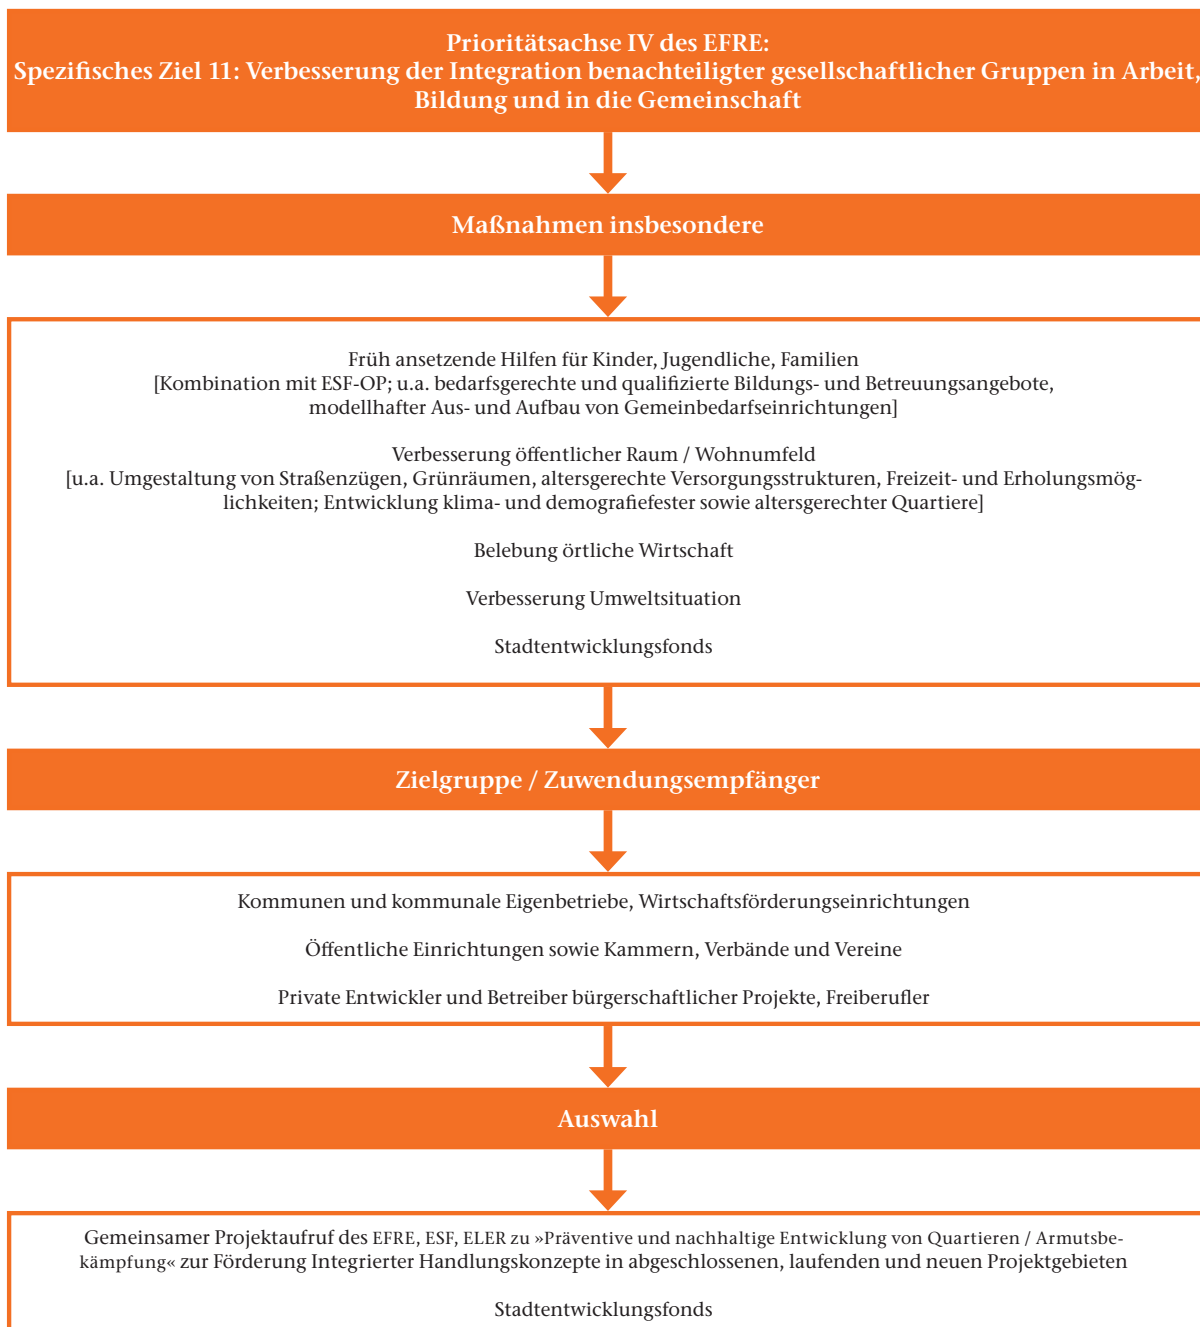 Prioritätsachse IV des EFRE:
Spezifisches Ziel 11: Verbesserung der Integration benachteiligter gesellschaftlicher Gruppen in Arbeit,
Bildung und in die Gemeinschaft
Maßnahmen insbesondere
Früh ansetzende Hilfen für Kinder, Jugendliche, Familien
[Kombination mit ESF-OP; u.a. bedarfsgerechte und qualifizierte Bildungs- und Betreuungsangebote,
modellhafter Aus- und Aufbau von Gemeinbedarfseinrichtungen]
Verbesserung öffentlicher Raum / Wohnumfeld
[u.a. Umgestaltung von Straßenzügen, Grünräumen, altersgerechte Versorgungsstrukturen, Freizeit- und Erholungsmög-
lichkeiten; Entwicklung klima- und demografiefester sowie altersgerechter Quartiere]
Belebung örtliche Wirtschaft
Verbesserung Umweltsituation
Stadtentwicklungsfonds
Zielgruppe / Zuwendungsempfänger
Kommunen und kommunale Eigenbetriebe, Wirtschaftsförderungseinrichtungen
Öffentliche Einrichtungen sowie Kammern, Verbände und Vereine
Private Entwickler und Betreiber bürgerschaftlicher Projekte, Freiberufler
Auswahl
Gemeinsamer Projektaufruf des EFRE, ESF, ELER zu »Präventive und nachhaltige Entwicklung von Quartieren / Armutsbe-
kämpfung« zur Förderung Integrierter Handlungskonzepte in abgeschlossenen, laufenden und neuen Projektgebieten
Stadtentwicklungsfonds